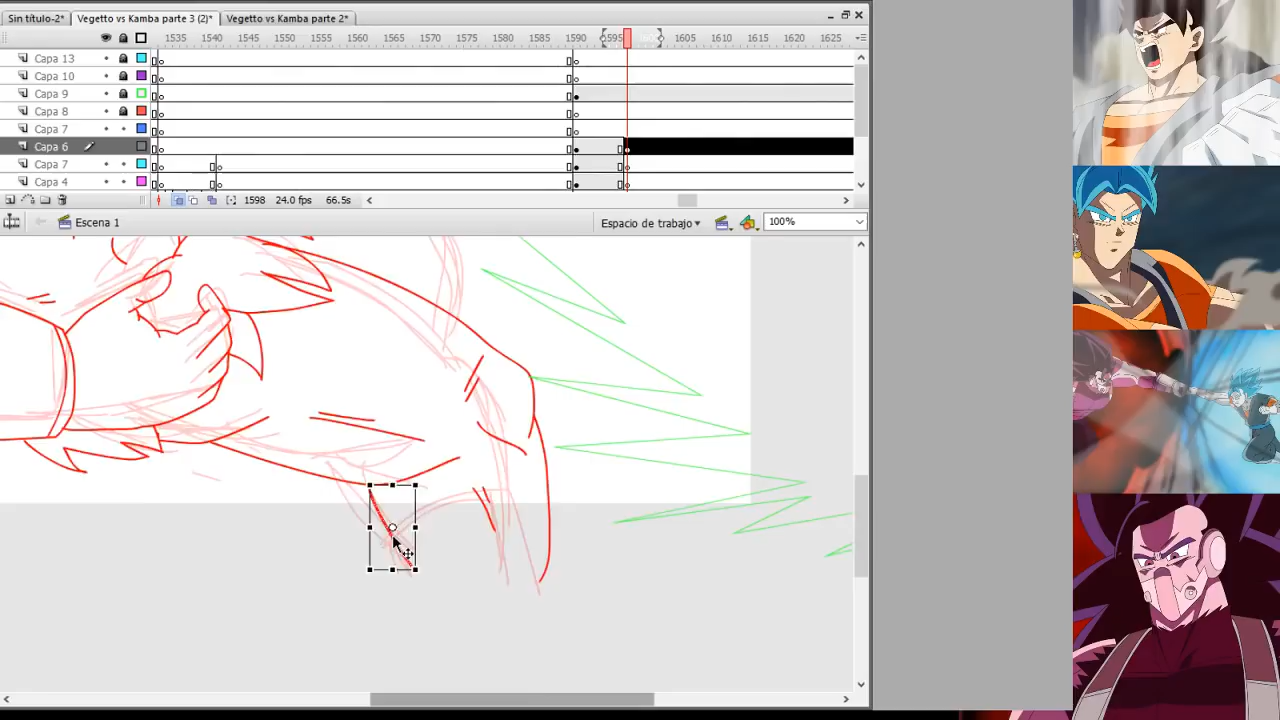 Sin título-2* Vegetto vs Kamba parte 3 (2)* Vegetto vs Kamba parte 2*
1535 1540 1545 1550 1555 1560 1565 1570 1575 1580 1585 1590 1595 1605 1610 1615 1620 1625
Capa 13
Capa 10
Capa 9
Capa 8
Capa 7
Capa 6
Capa 7
Capa 4
1598 24.0 fps 66.5s
Escena 1 Espacio de trabajo 100%